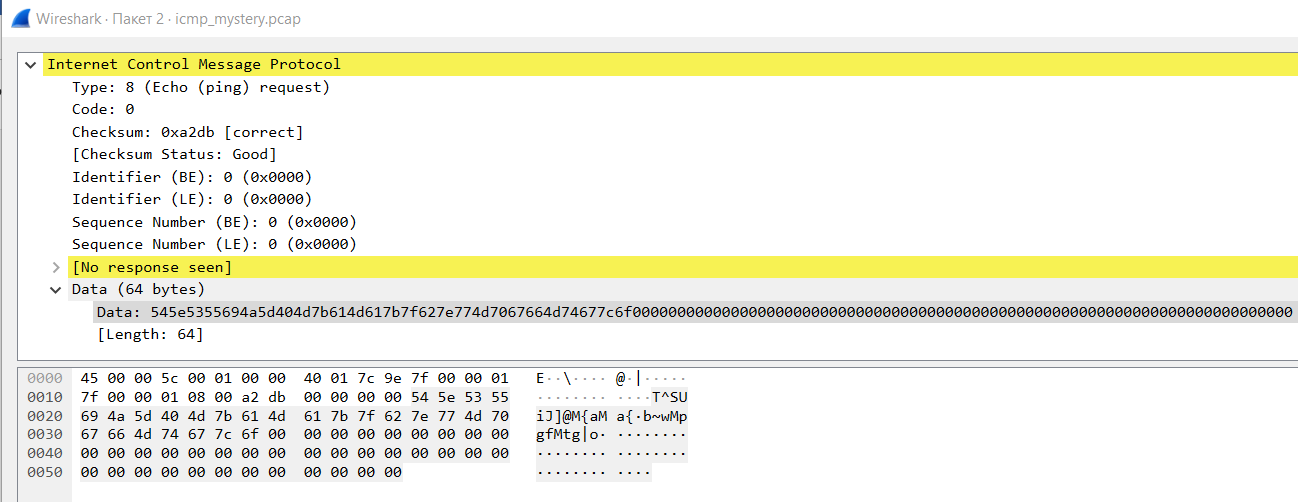 Wireshark · Пакет 2 · icmp_mystery.pcap
Internet Control Message Protocol
Type: 8 (Echo (ping) request)
Code: 0
Checksum: 0xa2db [correct]
[Checksum Status: Good]
Identifier (BE): 0 (0x0000)
Identifier (LE): 0 (0x0000)
Sequence Number (BE): 0 (0x0000)
Sequence Number (LE): 0 (0x0000)
[No response seen]
Data (64 bytes)
Data: 545e5355694a5d404d7b614d617b7f627e774d7067664d74677c6f00000000000000000000000000000000000000000000000000000000000000000000000000
[Length: 64]
0000 45 00 00 5c 00 01 00 00 40 01 7c 9e 7f 00 00 01 E··\···· @·|·····
0010 7f 00 00 01 08 00 a2 db 00 00 00 00 54 5e 53 55 ········ ····T^SU
0020 69 4a 5d 40 4d 7b 61 4d 61 7b 7f 62 7e 77 4d 70 iJ]@M{aM a{·b~wMp
0030 67 66 4d 74 67 7c 6f 00 00 00 00 00 00 00 00 00 gfMtg|o· ········
0040 00 00 00 00 00 00 00 00 00 00 00 00 00 00 00 00 ········ ········
0050 00 00 00 00 00 00 00 00 00 00 00 00 ········ ····